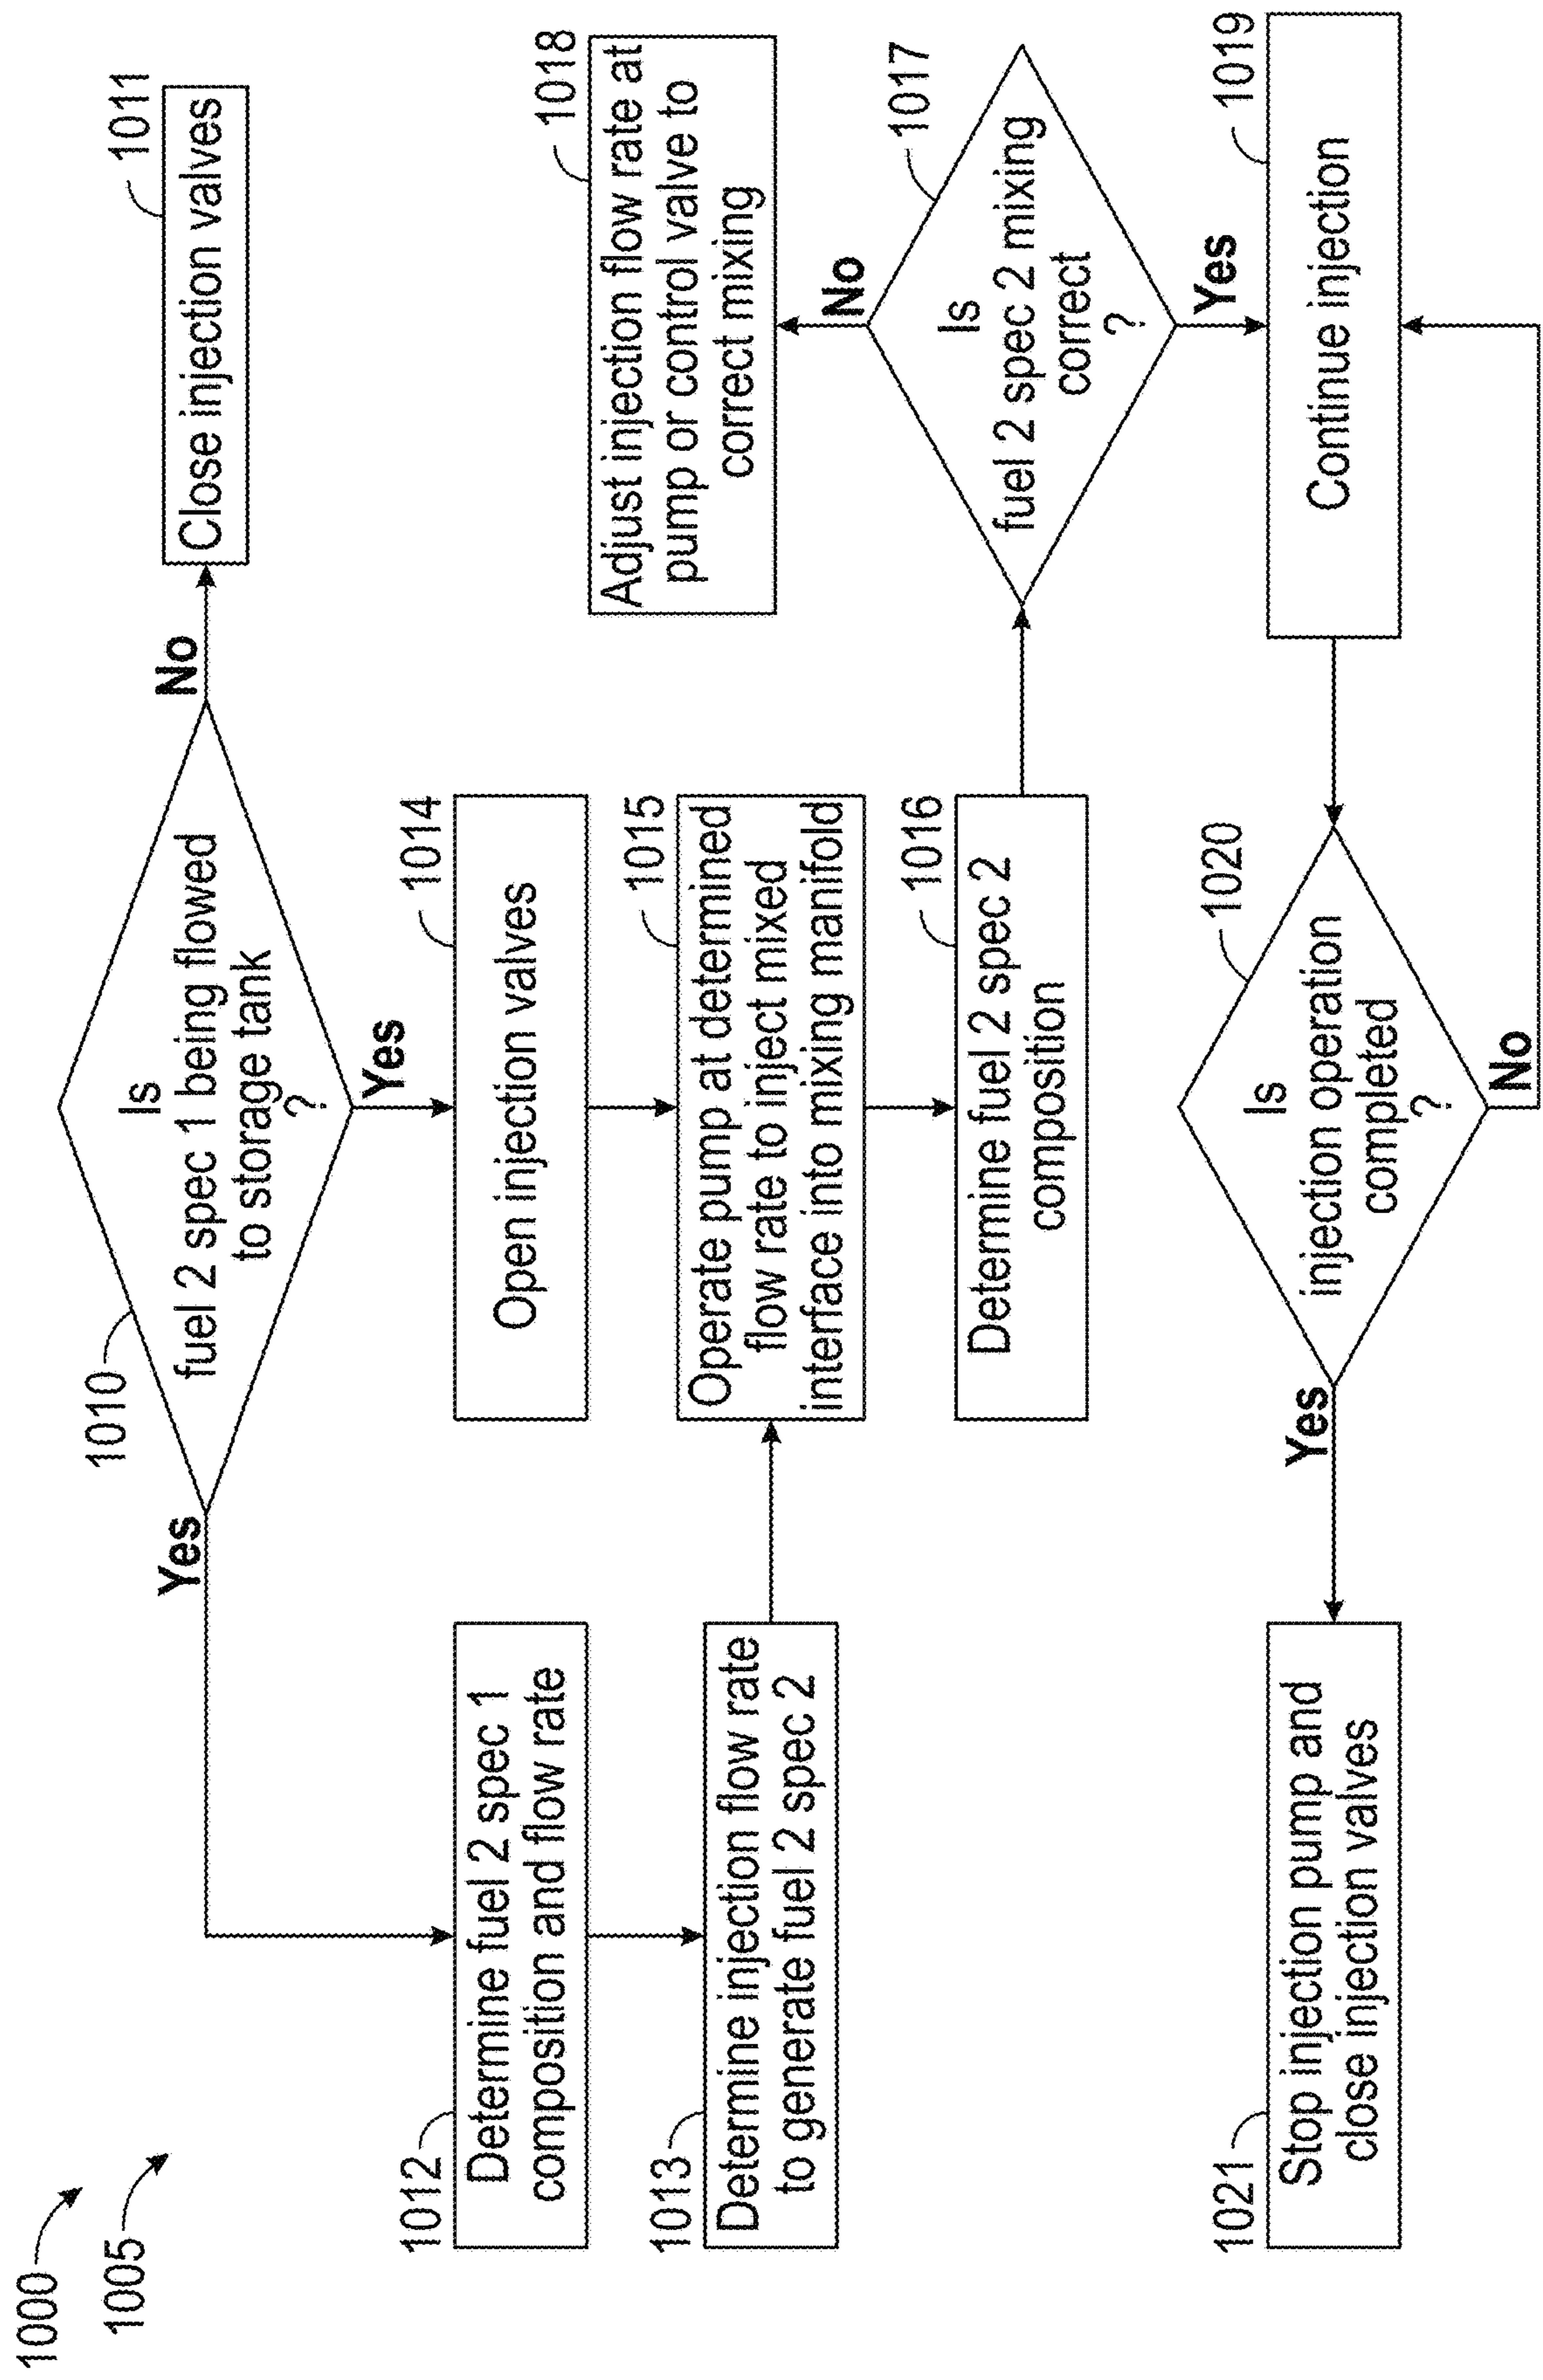 1000
1005
1010
Is
fuel 2 spec 1 being flowed
to storage tank
?
Yes
No
Yes
1011
Close injection valves
1012
Determine fuel 2 spec 1
composition and flow rate
1013
Determine injection flow rate
to generate fuel 2 spec 2
1014
Open injection valves
1015
Operate pump at determined
flow rate to inject mixed
interface into mixing manifold
1016
Determine fuel 2 spec 2
composition
1017
Is
fuel 2 spec 2 mixing
correct
?
No
Yes
1018
Adjust injection flow rate at
pump or control valve to
correct mixing
1019
Continue injection
1020
Is
injection operation
completed
?
Yes
No
1021
Stop injection pump and
close injection valves